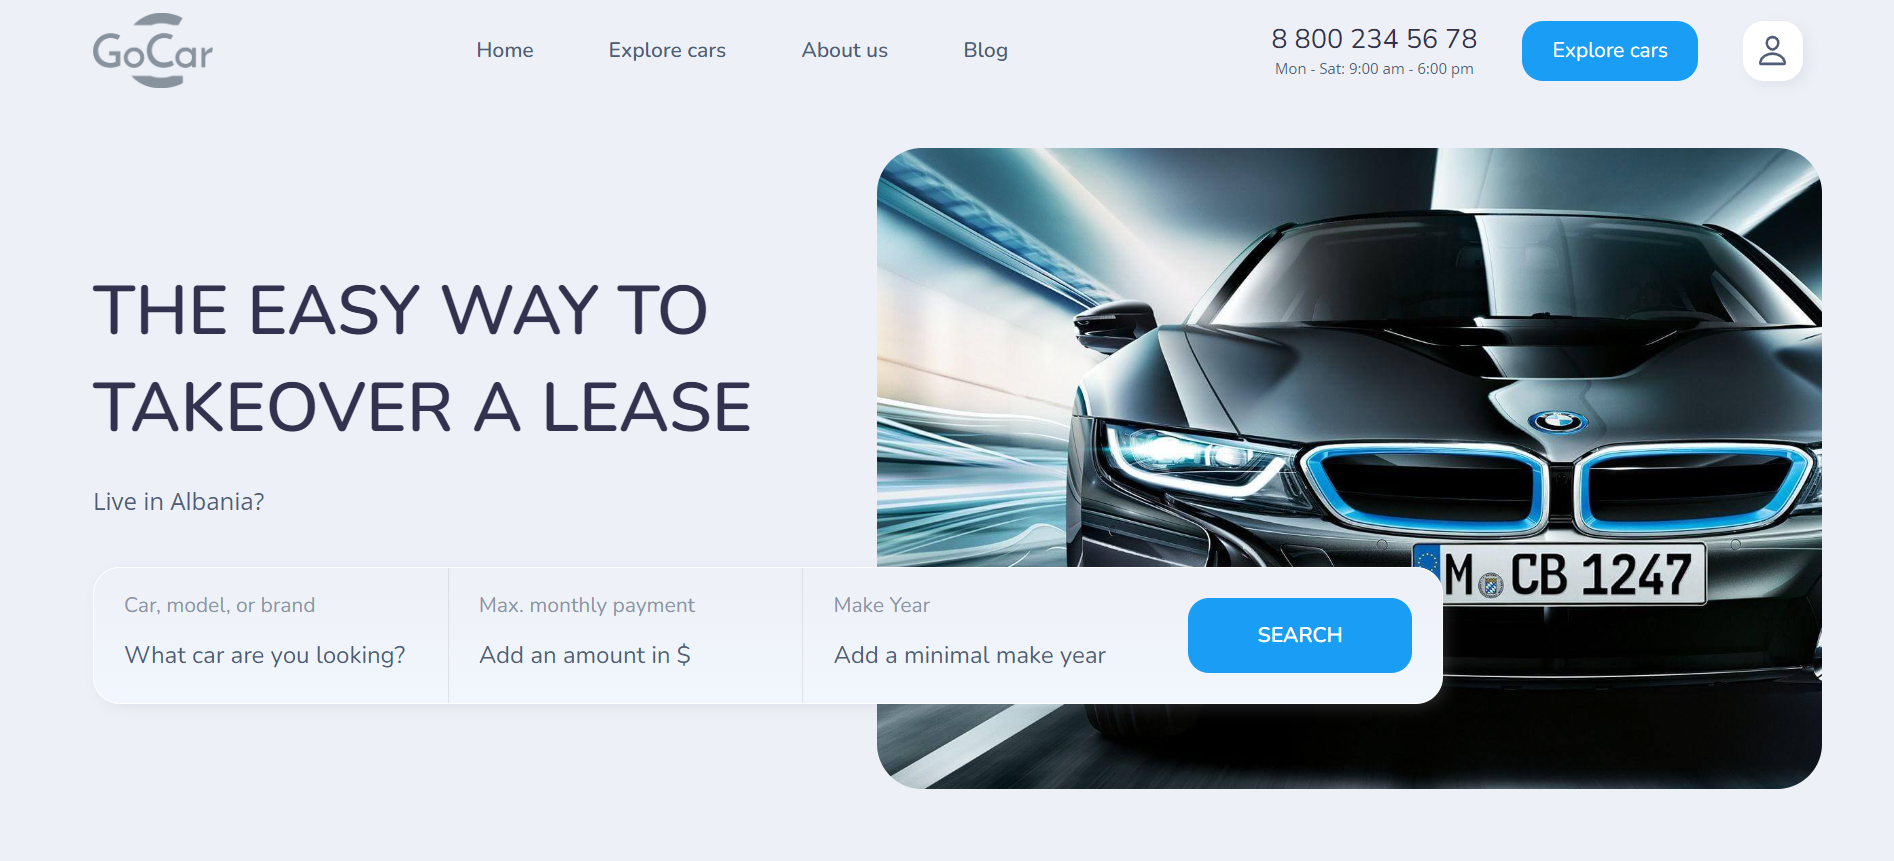 GoCar
Home
Explore cars
About us
Blog
8 800 234 56 78
Mon - Sat: 9:00 am - 6:00 pm
Explore cars
THE EASY WAY TO
TAKEOVER A LEASE
Live in Albania?
Car, model, or brand
What car are you looking?
Max. monthly payment
Add an amount in $
Make Year
Add a minimal make year
SEARCH
BMW
M CB 1247